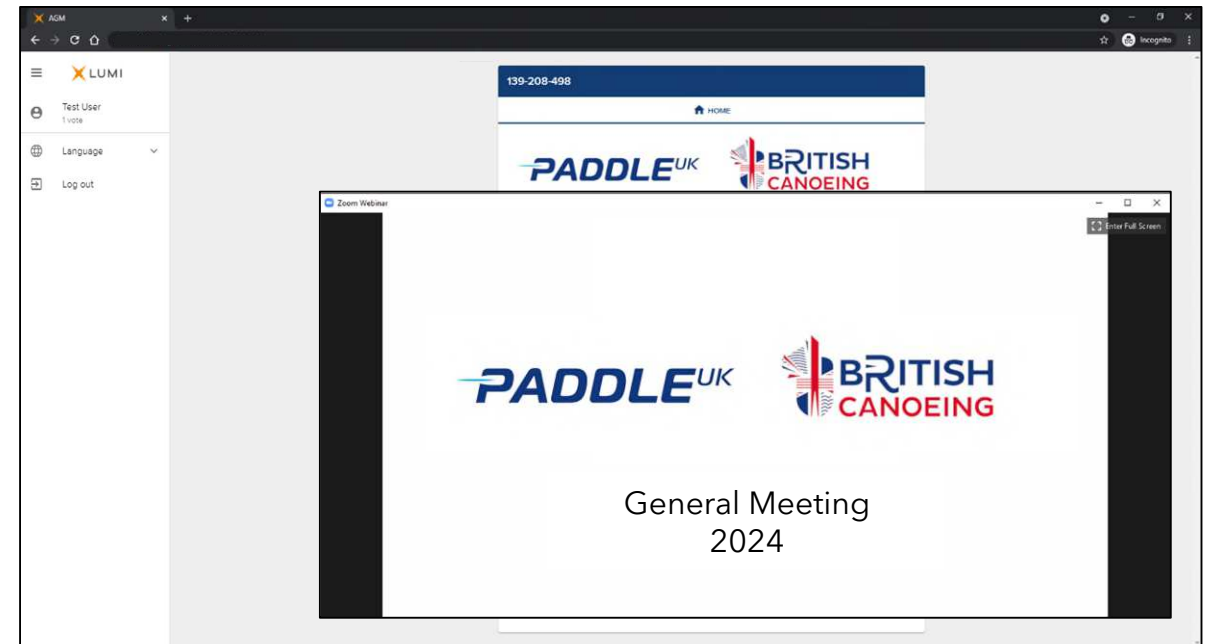 AGM
Incognito
LUMI
Test User
1 vote
Language
Log out
139-208-498
HOME
PADDLE UK
BRITISH
CANOEING
Zoom Webinar
Enter Full Screen
PADDLE UK
BRITISH
CANOEING
General Meeting
2024